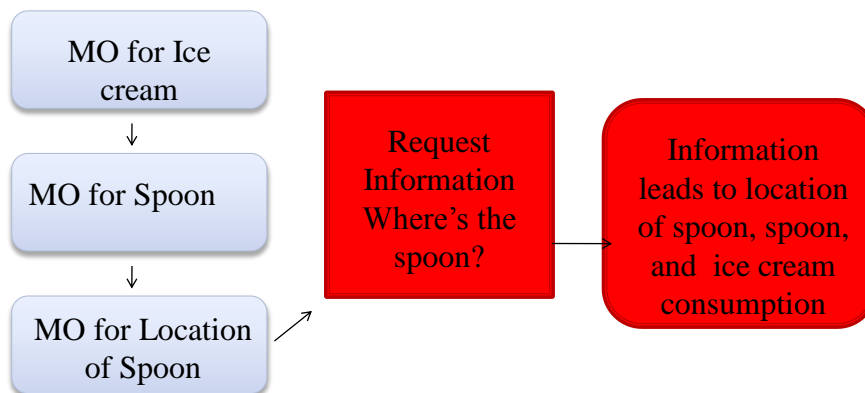 MO for Ice
cream
MO for Spoon
MO for Location
of Spoon
Request
Information
Where’s the
spoon?
Information
leads to location
of spoon, spoon,
and ice cream
consumption